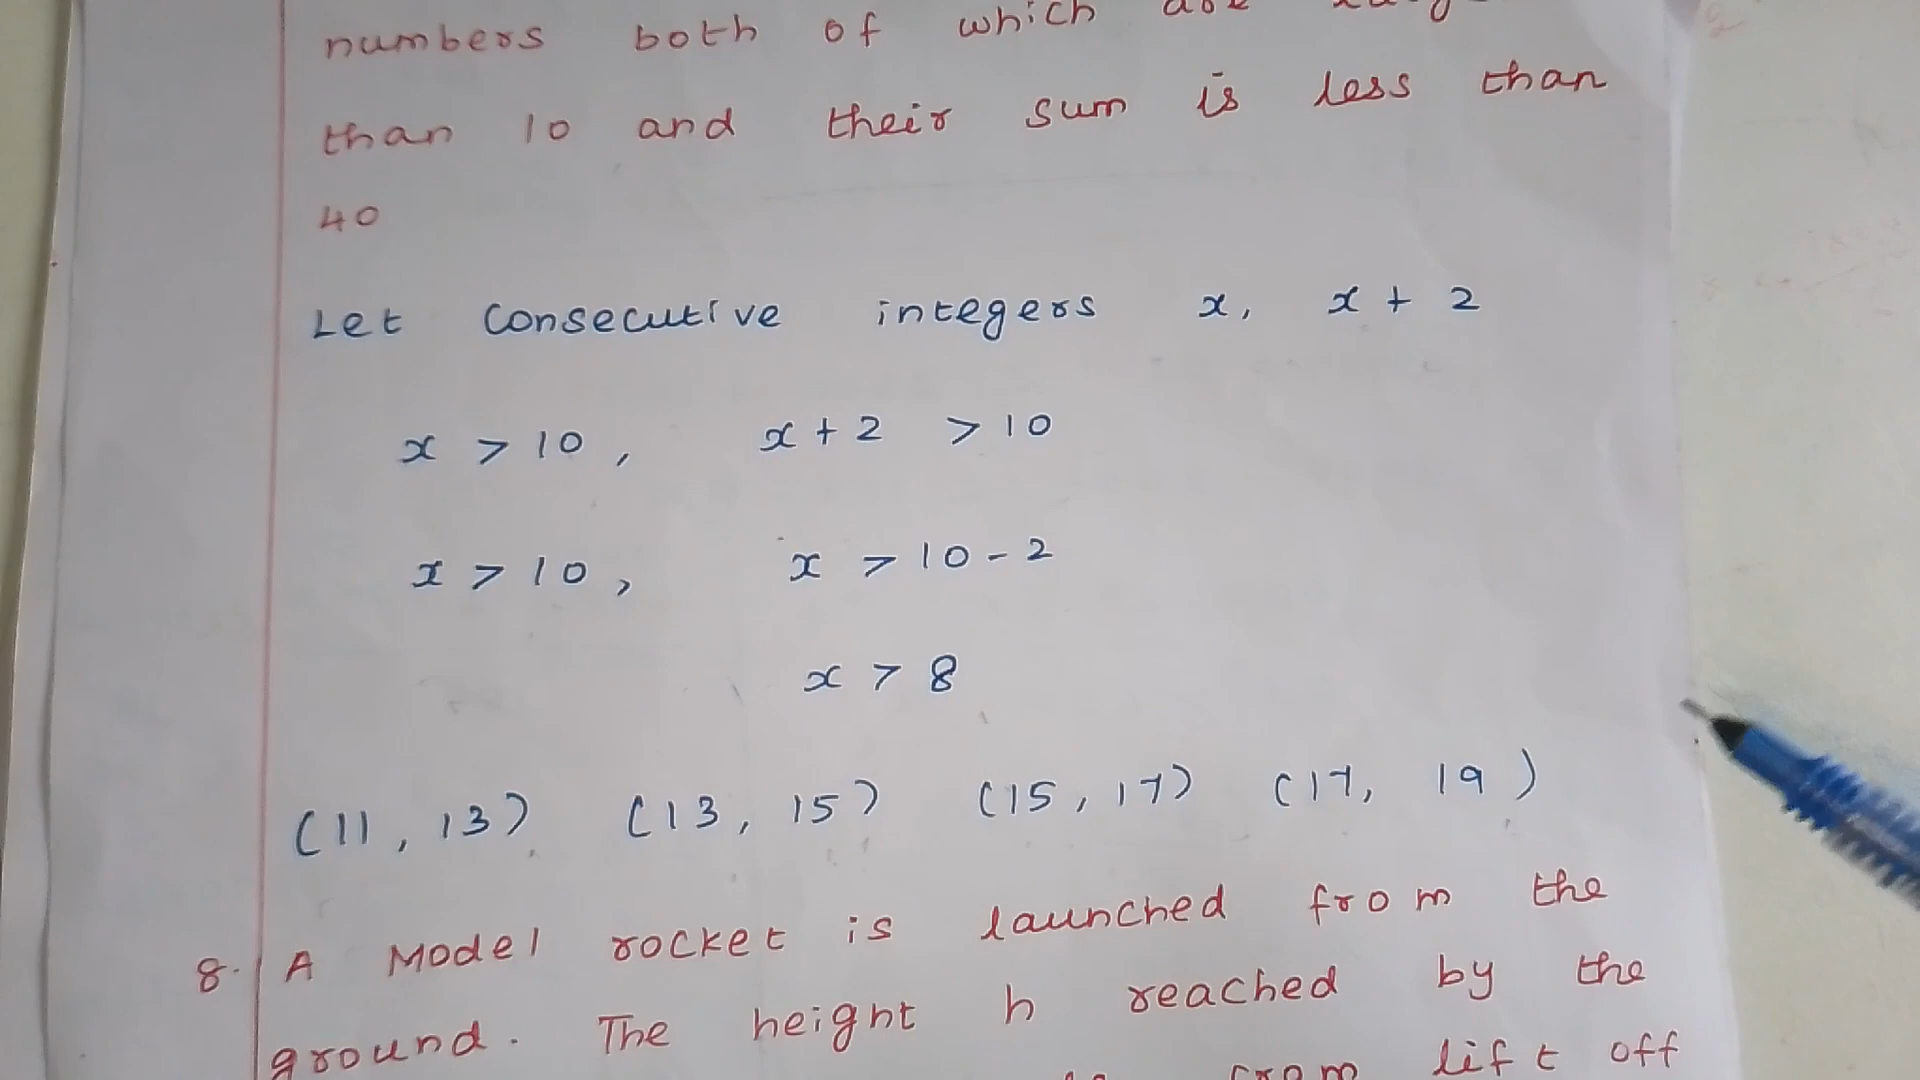 numbers both of which are
than 10 and their sum is less than
40
Let consecutive integers x, x + 2
x > 10 , x + 2 > 10
x > 10 , x > 10 - 2
x > 8
(11 , 13) (13, 15) (15, 17) (17, 19)
8. A Model rocket is launched from the
ground. The height h reached by the
from lift off